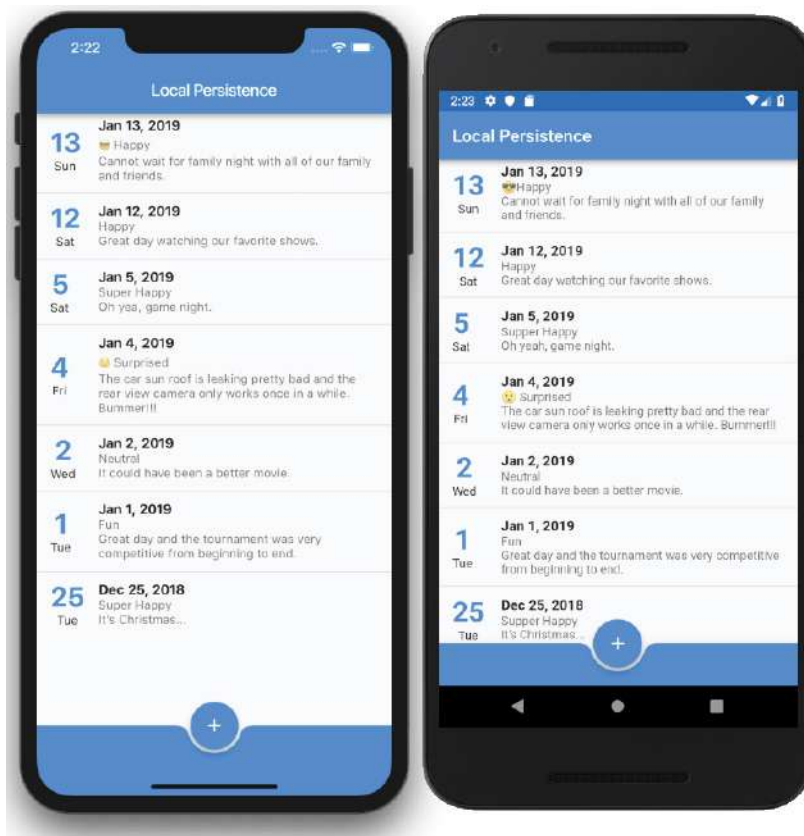 2:22
Local Persistence
13
Sun
Jan 13, 2019
😎 Happy
Cannot wait for family night with all of our family
and friends.
12
Sat
Jan 12, 2019
Happy
Great day watching our favorite shows.
5
Sat
Jan 5, 2019
Super Happy
Oh yea, game night.
4
Fri
Jan 4, 2019
😲 Surprised
The car sun roof is leaking pretty bad and the
rear view camera only works once in a while.
Bummer!!!
2
Wed
Jan 2, 2019
Neutral
It could have been a better movie.
1
Tue
Jan 1, 2019
Fun
Great day and the tournament was very
competitive from beginning to end.
25
Tue
Dec 25, 2018
Super Happy
It's Christmas...
+
2:23
Local Persistence
13
Sun
Jan 13, 2019
😎Happy
Cannot wait for family night with all of our family
and friends.
12
Sat
Jan 12, 2019
Happy
Great day watching our favorite shows.
5
Sat
Jan 5, 2019
Supper Happy
Oh yeah, game night.
4
Fri
Jan 4, 2019
😲 Surprised
The car sun roof is leaking pretty bad and the rear
view camera only works once in a while. Bummer!!!
2
Wed
Jan 2, 2019
Neutral
It could have been a better movie.
1
Tue
Jan 1, 2019
Fun
Great day and the tournament was very competitive
from beginning to end.
25
Tue
Dec 25, 2018
Supper Happy
It's Christmas...
+